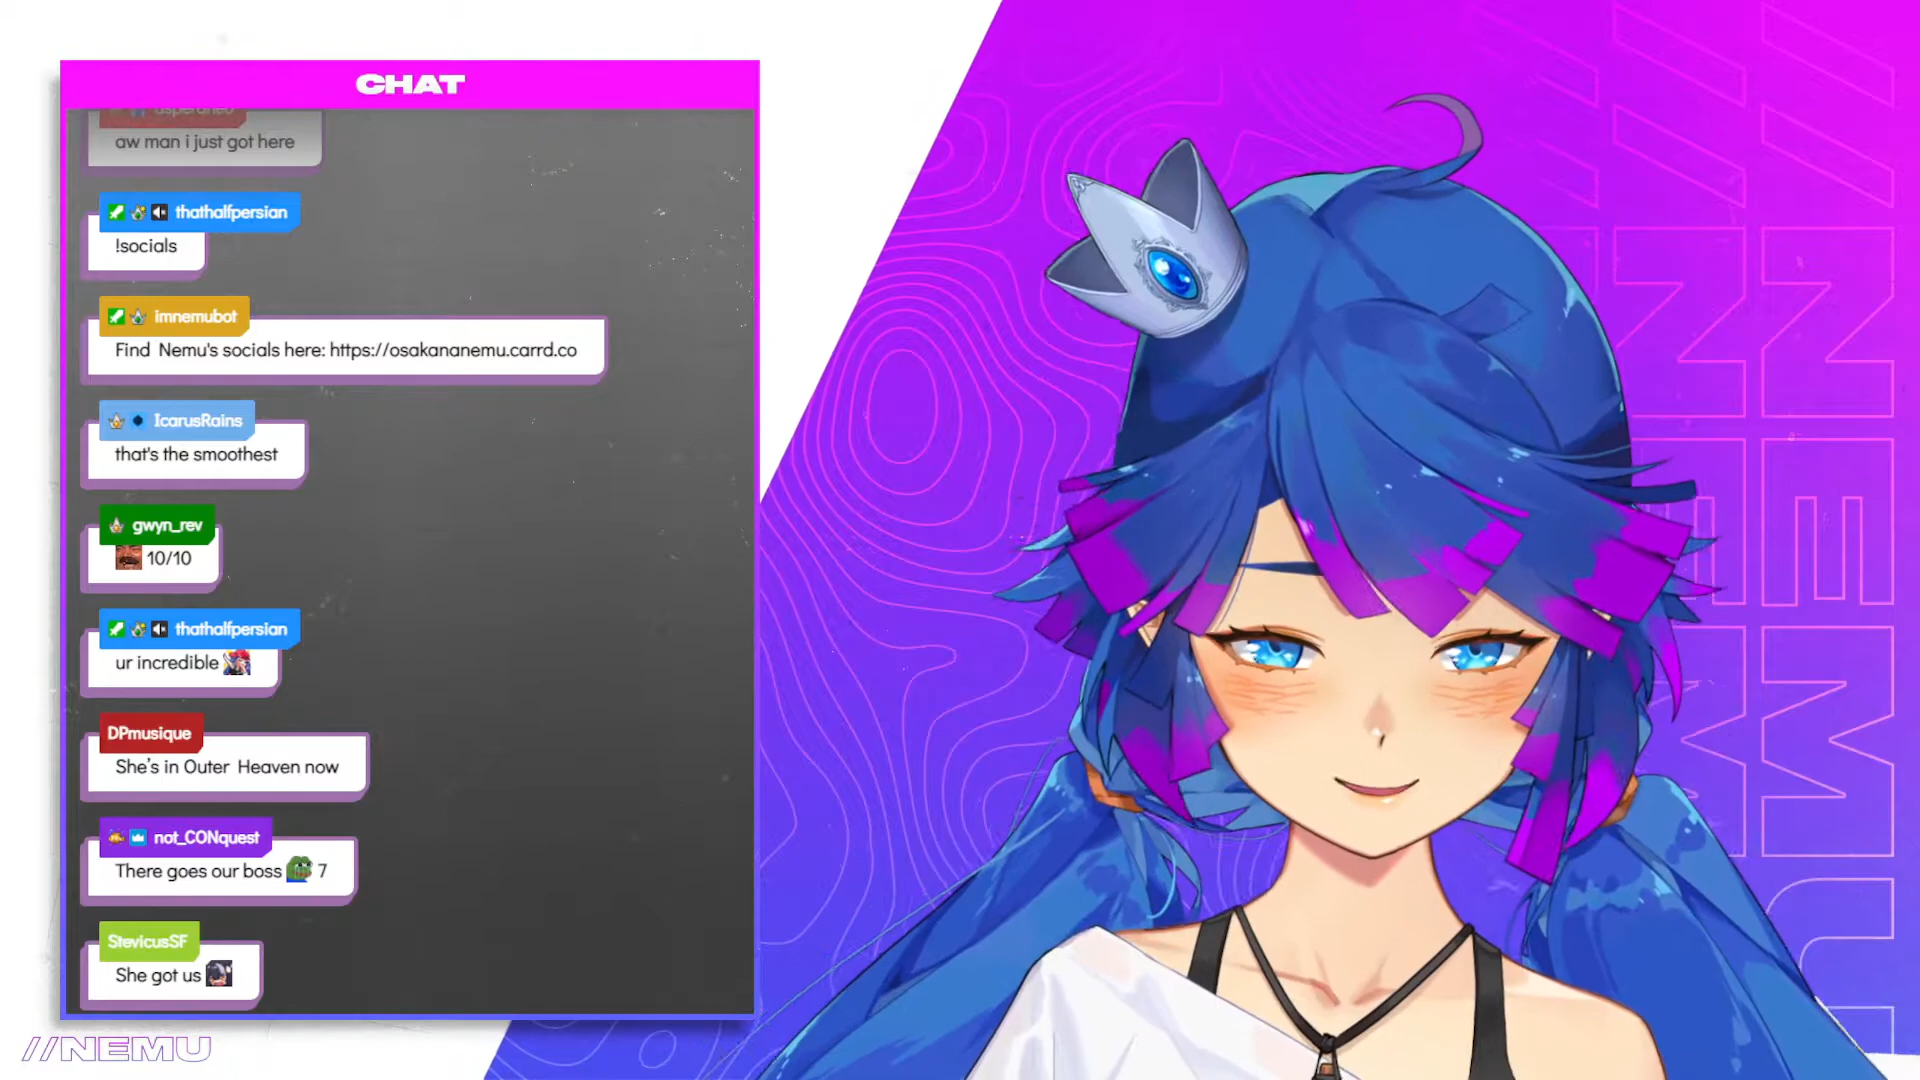 CHAT
aw man i just got here
thathalfpersian
!socials
imnemubot
Find Nemu's socials here: https://osakananemu.carrd.co
IcarusRains
that's the smoothest
gwyn_rev
10/10
thathalfpersian
ur incredible
DPmusique
She's in Outer Heaven now
not_CONquest
There goes our boss 7
StevicusSF
She got us
//NEMU
//NEMU